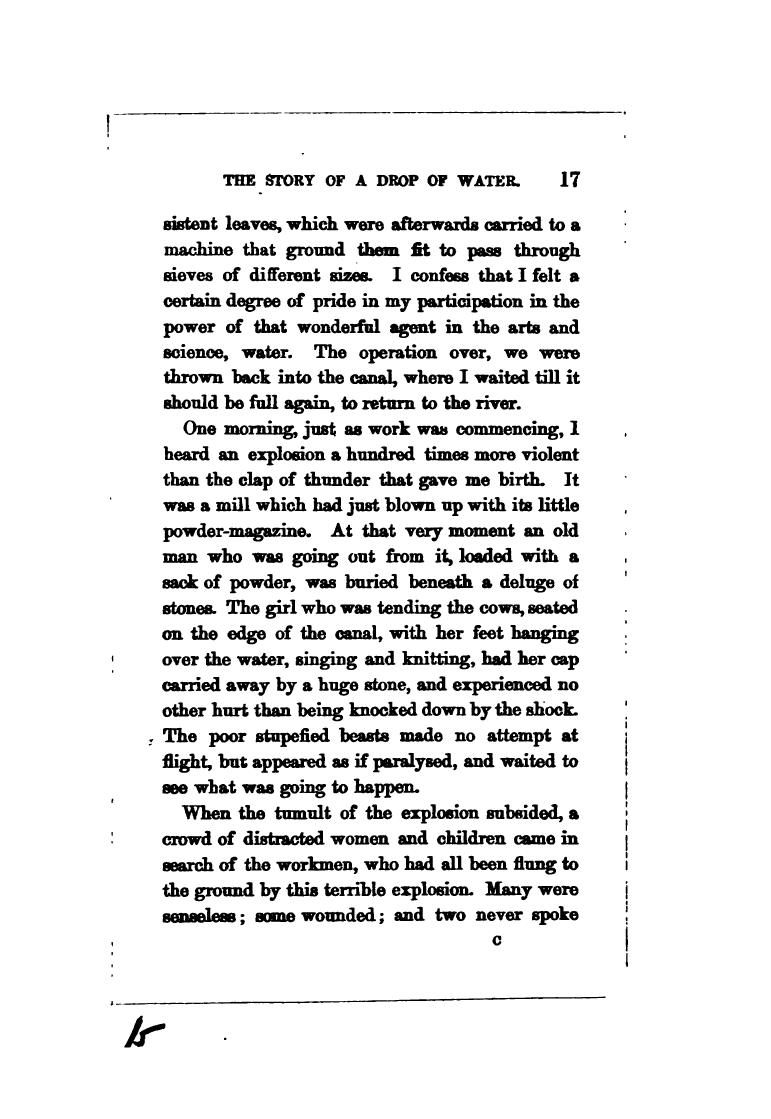 THE STORY OF A DROP OF WATER. 17
sistent leaves, which were afterwards carried to a
machine that ground them fit to pass through
sieves of different sizes. I confess that I felt a
certain degree of pride in my participation in the
power of that wonderful agent in the arts and
science, water. The operation over, we were
thrown back into the canal, where I waited till it
should be full again, to return to the river.
One morning, just as work was commencing, I
heard an explosion a hundred times more violent
than the clap of thunder that gave me birth. It
was a mill which had just blown up with its little
powder-magazine. At that very moment an old
man who was going out from it, loaded with a
sack of powder, was buried beneath a deluge of
stones. The girl who was tending the cows, seated
on the edge of the canal, with her feet hanging
over the water, singing and knitting, had her cap
carried away by a huge stone, and experienced no
other hurt than being knocked down by the shock.
The poor stupefied beasts made no attempt at
flight, but appeared as if paralysed, and waited to
see what was going to happen.
When the tumult of the explosion subsided, a
crowd of distracted women and children came in
search of the workmen, who had all been flung to
the ground by this terrible explosion. Many were
senseless; some wounded; and two never spoke
C